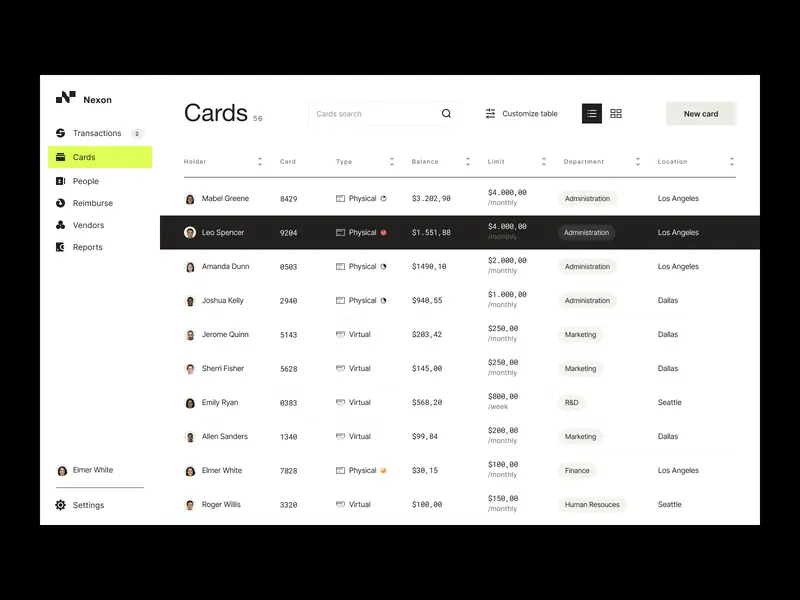 Nexon
Transactions 2
Cards
People
Reimburse
Vendors
Reports
Elmer White
Settings
Cards 56
Cards search
Customize table
New card
Holder Card Type Balance Limit Department Location
Mabel Greene 8429 Physical $3.202,90 $4.000,00 /monthly Administration Los Angeles
Leo Spencer 9204 Physical $1.551,88 $4.000,00 /monthly Administration Los Angeles
Amanda Dunn 0503 Physical $1490,10 $2.000,00 /monthly Administration Los Angeles
Joshua Kelly 2940 Physical $940,55 $1.000,00 /monthly Administration Dallas
Jerome Quinn 5143 Virtual $203,42 $250,00 /monthly Marketing Dallas
Sherri Fisher 5628 Virtual $145,00 $250,00 /monthly Marketing Dallas
Emily Ryan 0383 Virtual $568,20 $800,00 /week R&D Seattle
Allen Sanders 1340 Virtual $99,84 $200,00 /monthly Marketing Dallas
Elmer White 7828 Physical $30,15 $100,00 /monthly Finance Los Angeles
Roger Willis 3320 Virtual $100,00 $150,00 /monthly Human Resouces Seattle